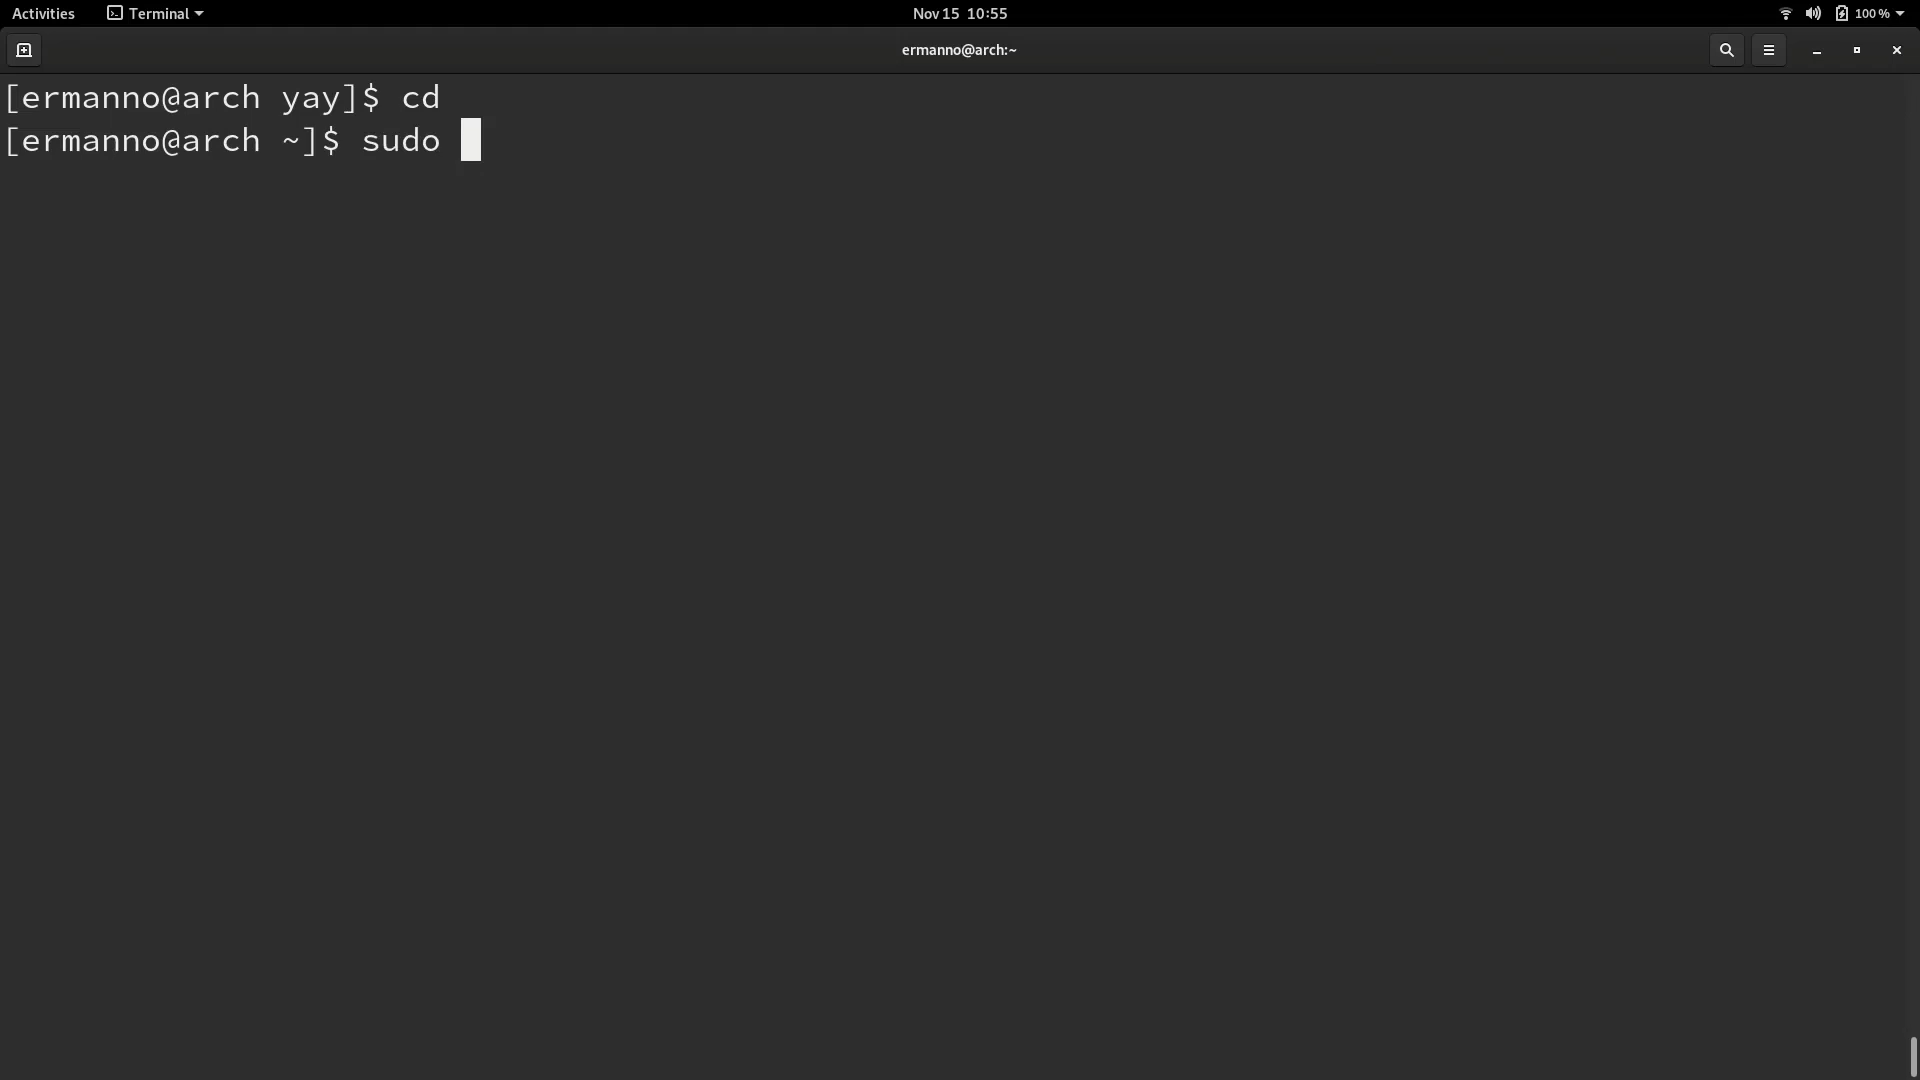 Activities Terminal Nov 15 10:55 100 %
ermanno@arch:~
[ermanno@arch yay]$ cd
[ermanno@arch ~]$ sudo